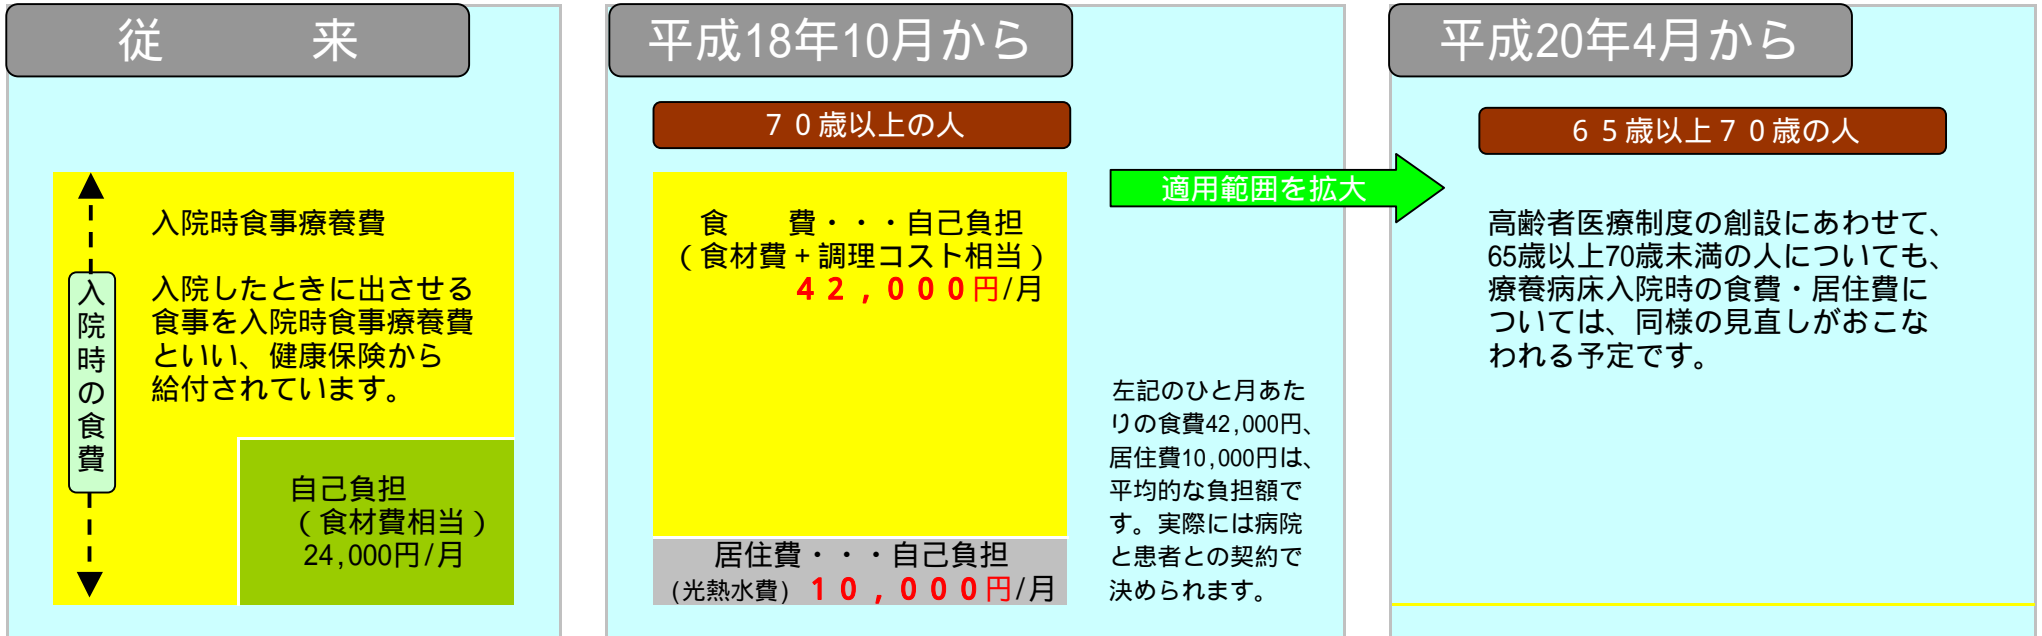 従　　　来
入院時食事療養費
入院したときに出させる
食事を入院時食事療養費
といい、健康保険から
給付されています。
入院時の食費
自己負担
（食材費相当）
24,000円/月
平成18年10月から
７０歳以上の人
食　　費・・・自己負担
（食材費＋調理コスト相当）
４２，０００円/月
居住費・・・自己負担
(光熱水費) １０，０００円/月
適用範囲を拡大
左記のひと月あた
りの食費42,000円、
居住費10,000円は、
平均的な負担額で
す。実際には病院
と患者との契約で
決められます。
平成20年4月から
６５歳以上７０歳の人
高齢者医療制度の創設にあわせて、
65歳以上70歳未満の人についても、
療養病床入院時の食費・居住費に
ついては、同様の見直しがおこな
われる予定です。